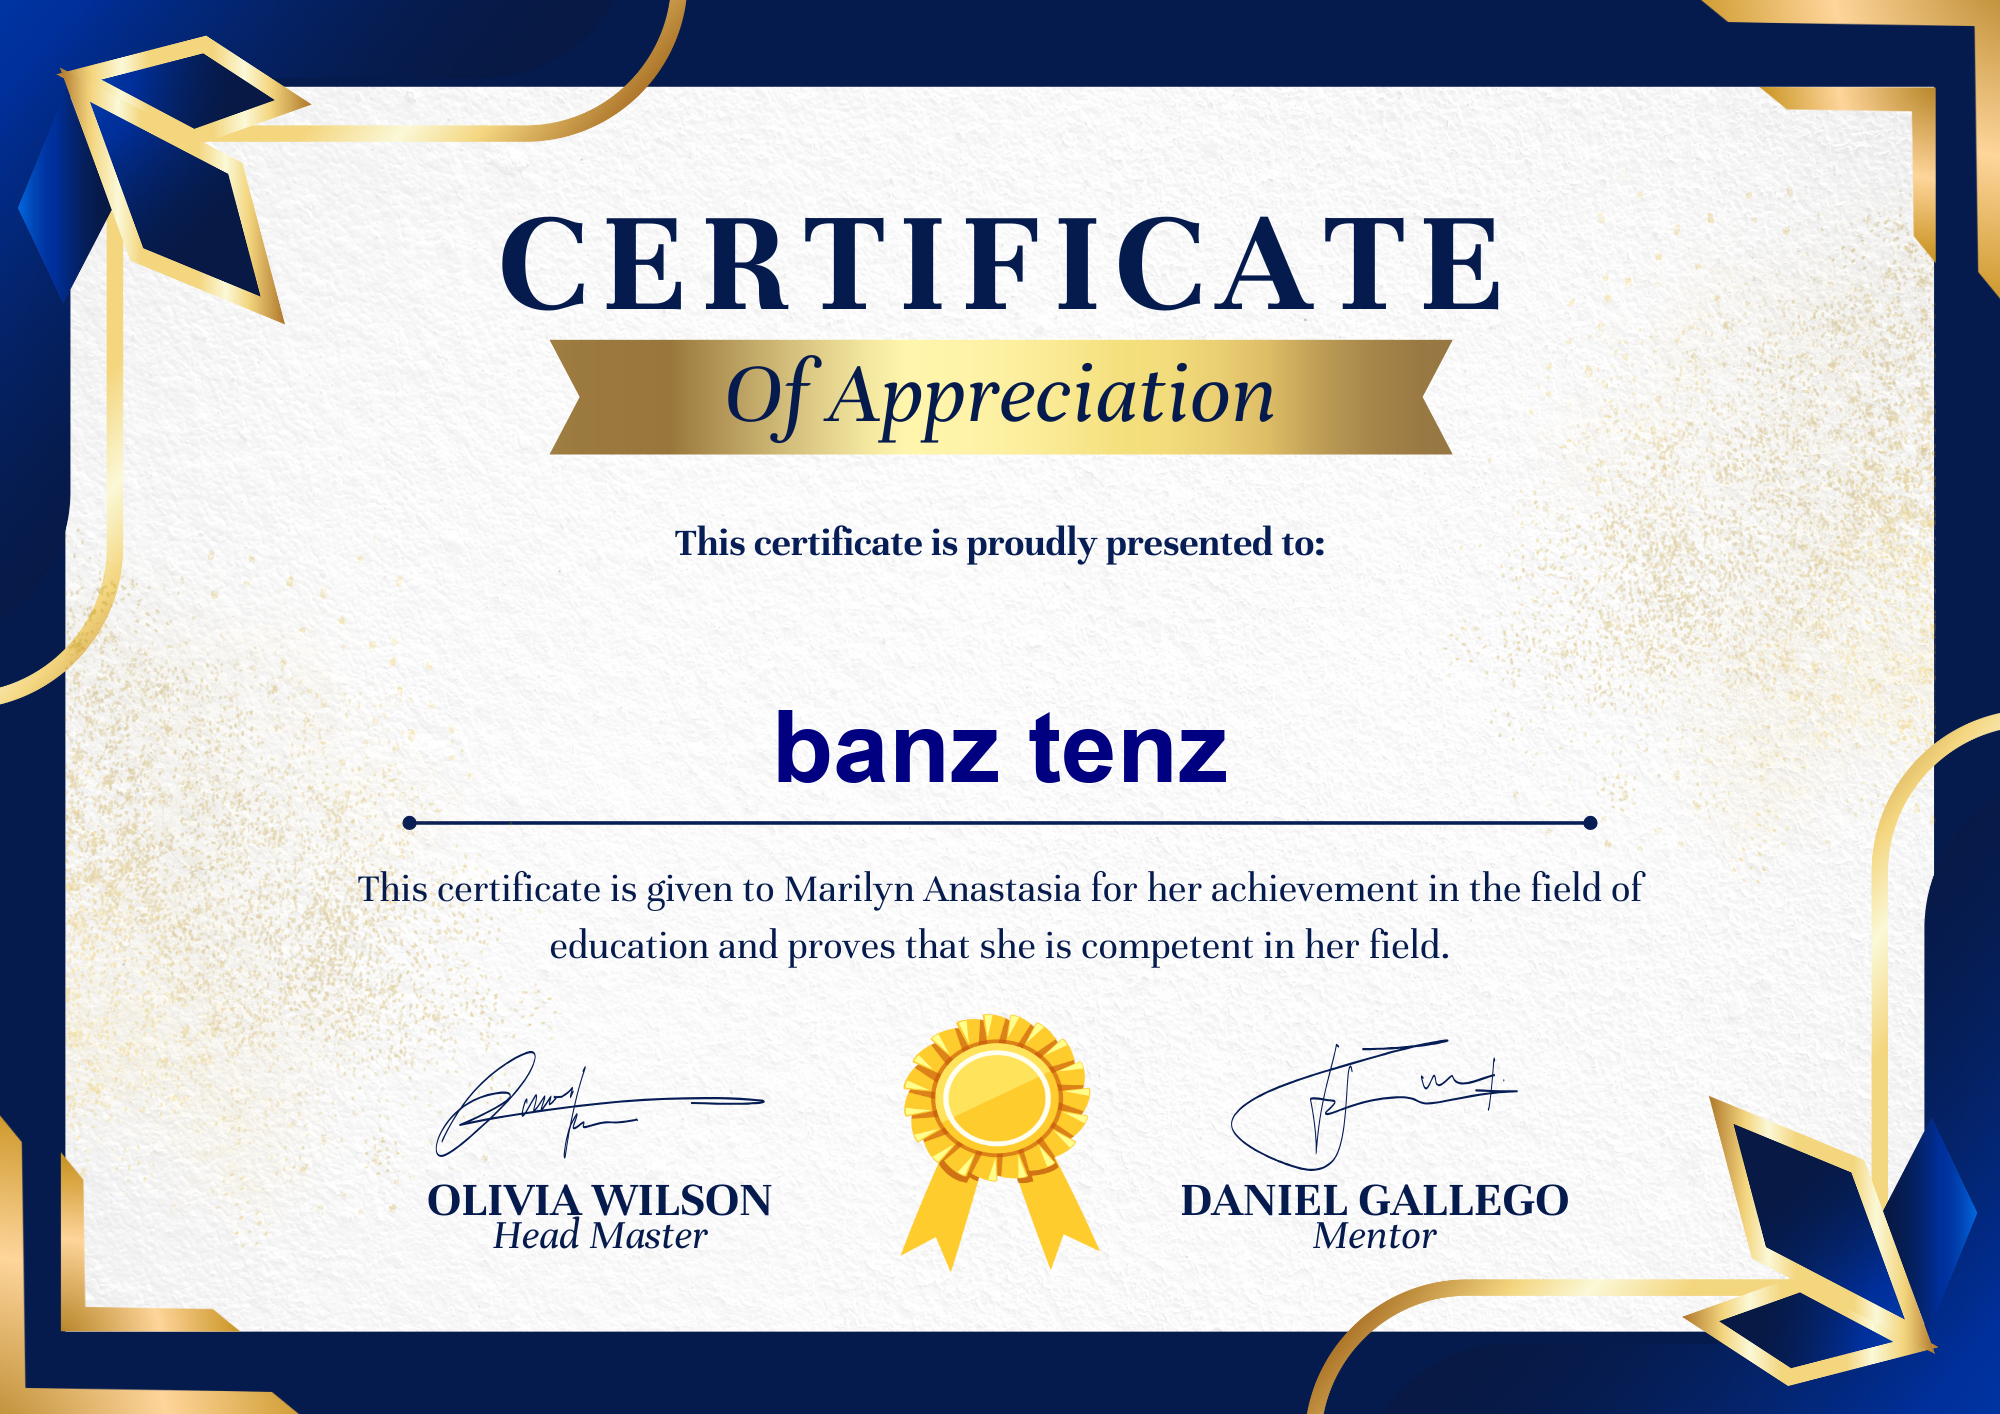 CERTIFICATE
Of Appreciation
This certificate is proudly presented to:
banz tenz
This certificate is given to Marilyn Anastasia for her achievement in the field of
education and proves that she is competent in her field.
OLIVIA WILSON
Head Master
DANIEL GALLEGO
Mentor